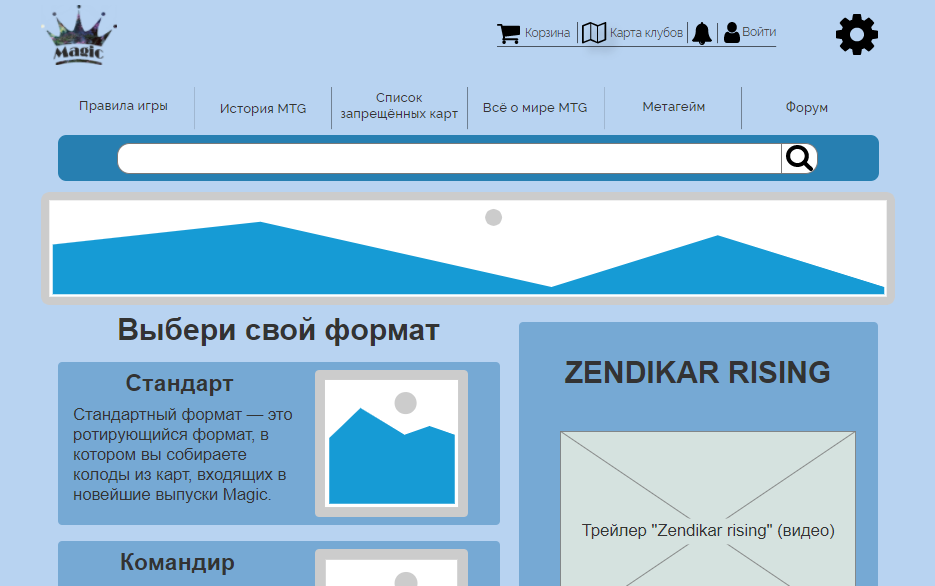 Magic
Корзина
Карта клубов
Войти
Правила игры
История MTG
Список
запрещённых карт
Всё о мире MTG
Метагейм
Форум
Выбери свой формат
Стандарт
Стандартный формат — это
ротирующийся формат, в
котором вы собираете
колоды из карт, входящих в
новейшие выпуски Magic.
Командир
ZENDIKAR RISING
Трейлер "Zendikar rising" (видео)